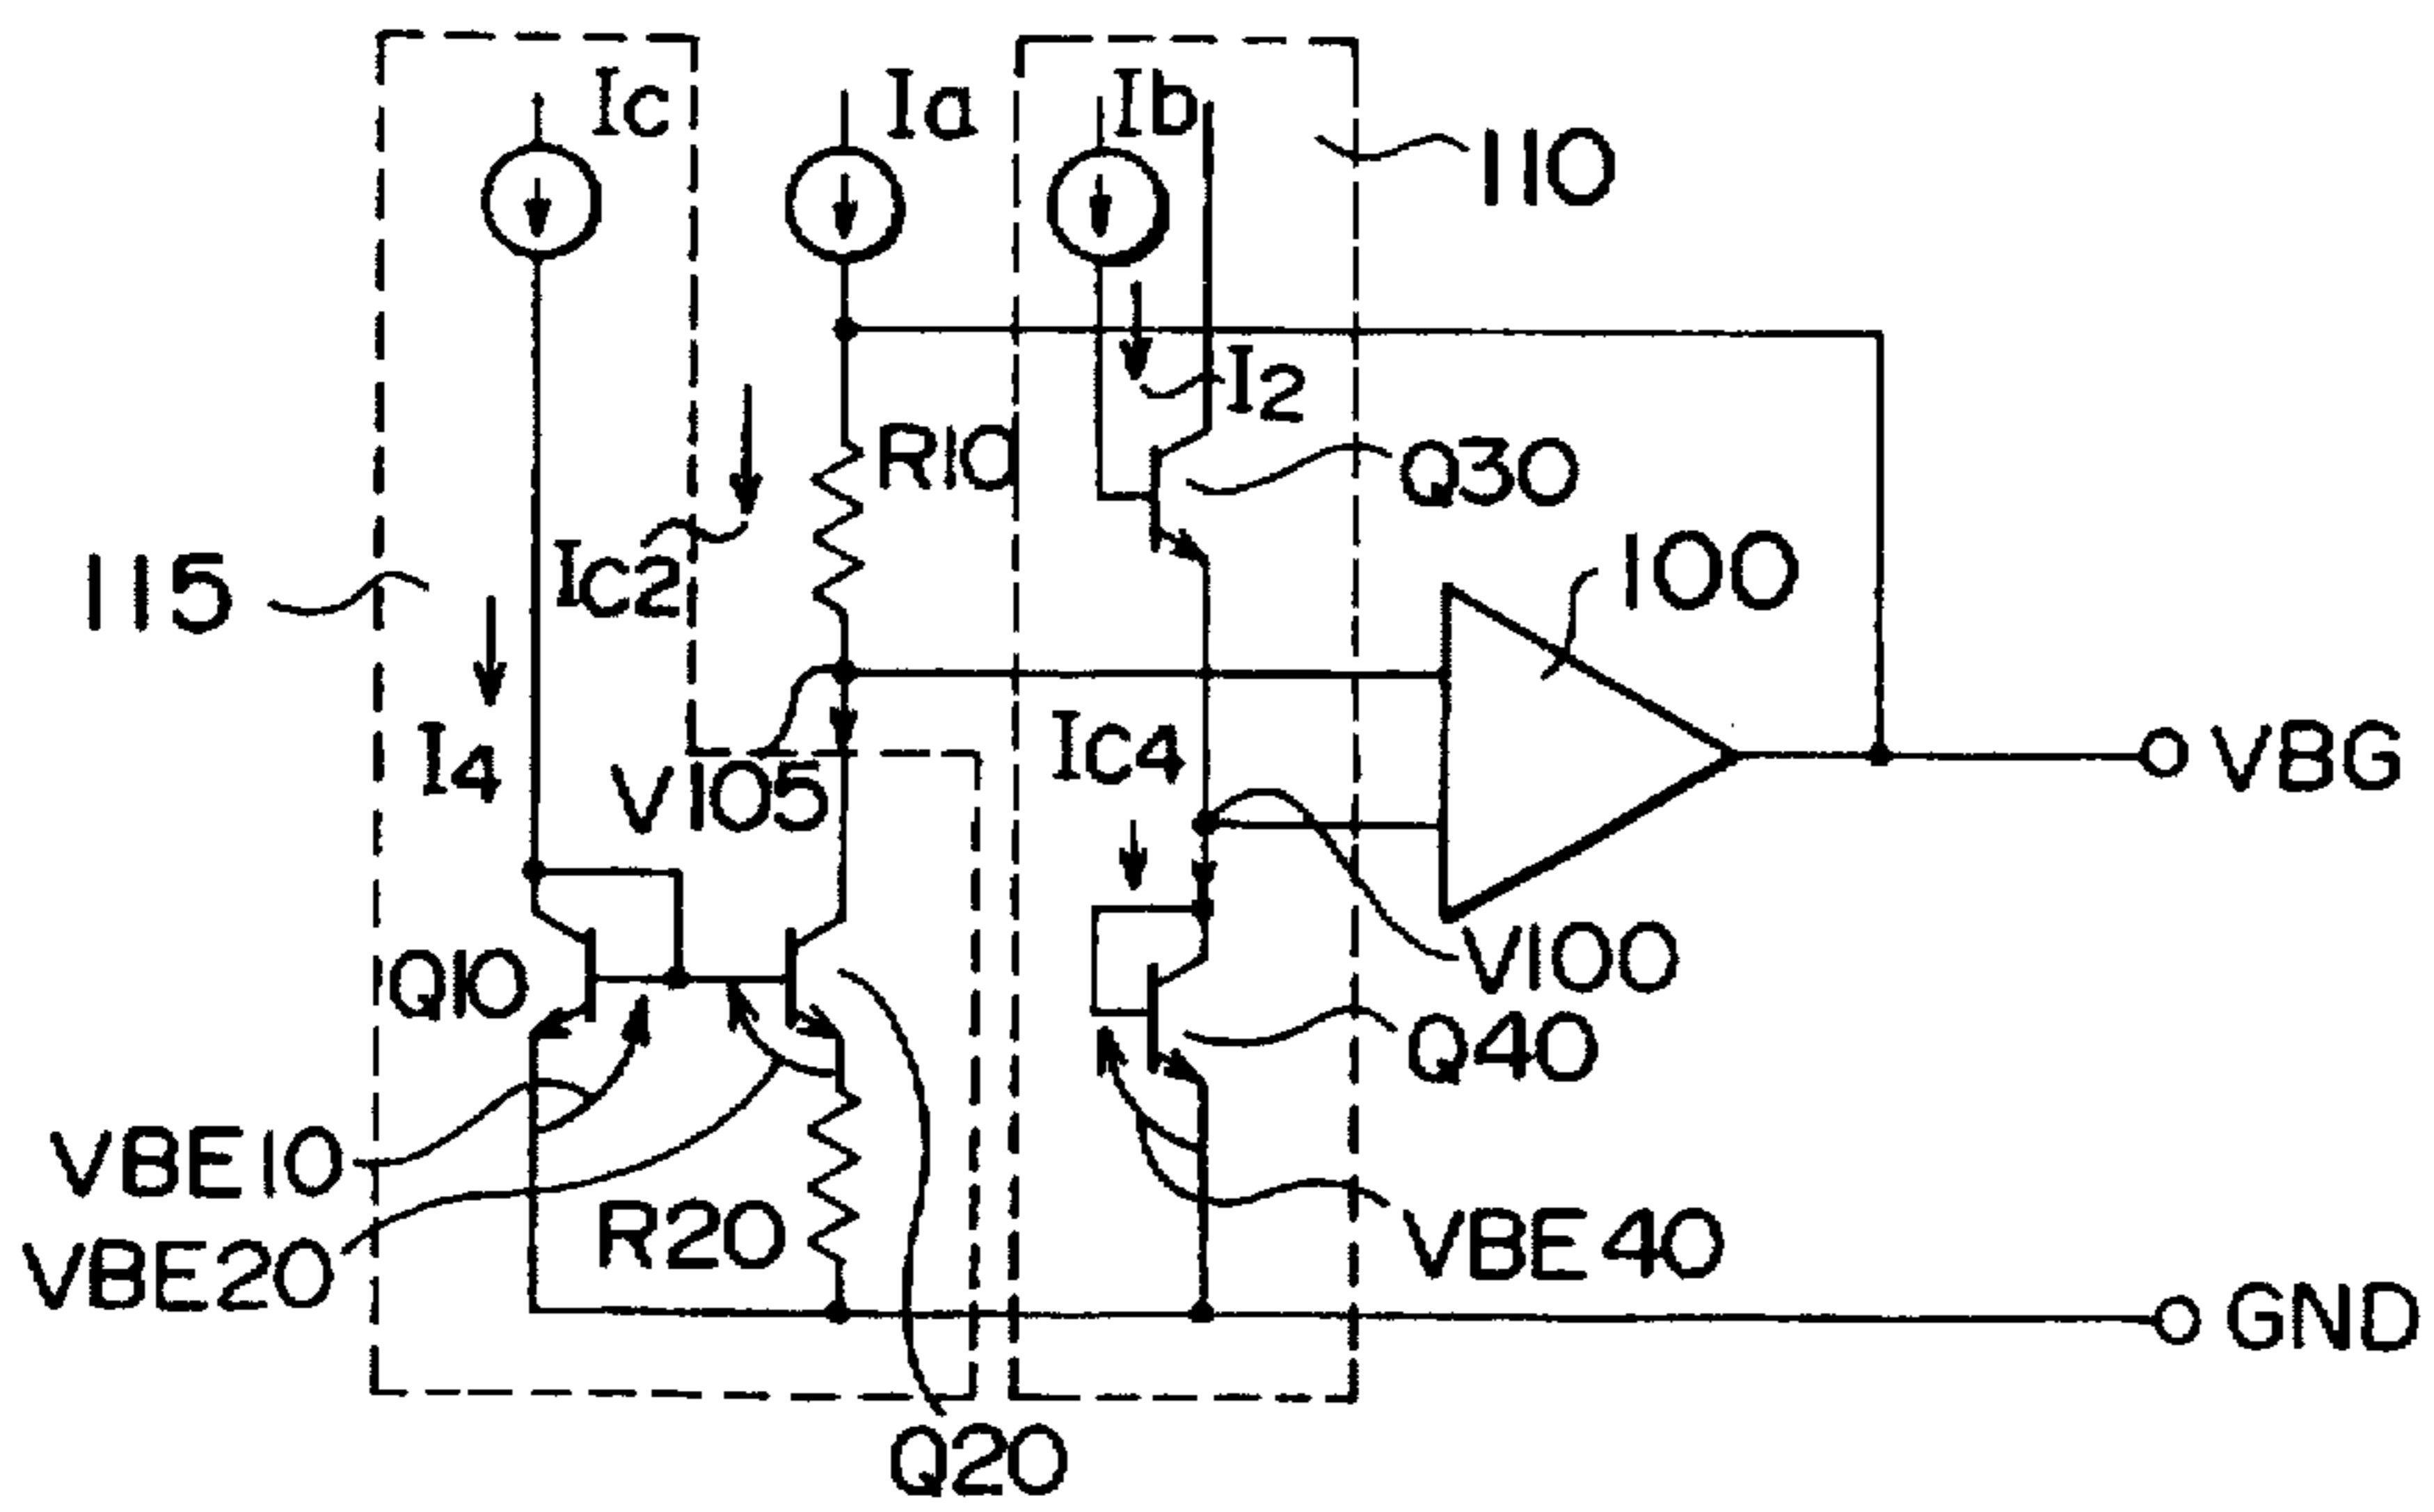 Ic
Ia
Ib
110
I2
R10
Q30
115
Ic2
100
I4
V105
Ic4
VBG
Q10
V100
Q40
VBE10
R20
VBE20
VBE40
GND
Q20